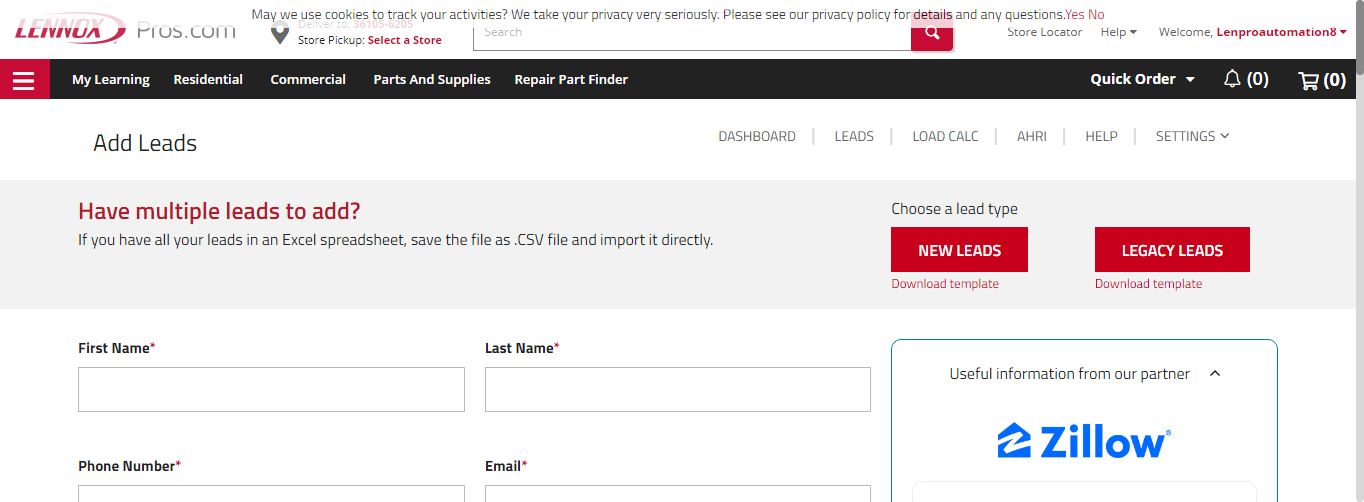 May we use cookies to track your activities? We take your privacy very seriously. Please see our privacy policy for details and any questions.Yes No
LENNOX Pros.com
Deliver to: 36105-6205
Store Pickup: Select a Store
Search
Store Locator Help Welcome, Lenproautomation8
My Learning Residential Commercial Parts And Supplies Repair Part Finder Quick Order (0) (0)
Add Leads
DASHBOARD LEADS LOAD CALC AHRI HELP SETTINGS
Have multiple leads to add?
If you have all your leads in an Excel spreadsheet, save the file as .CSV file and import it directly.
Choose a lead type
NEW LEADS LEGACY LEADS
Download template Download template
First Name* Last Name*
Useful information from our partner
Zillow®
Phone Number* Email*